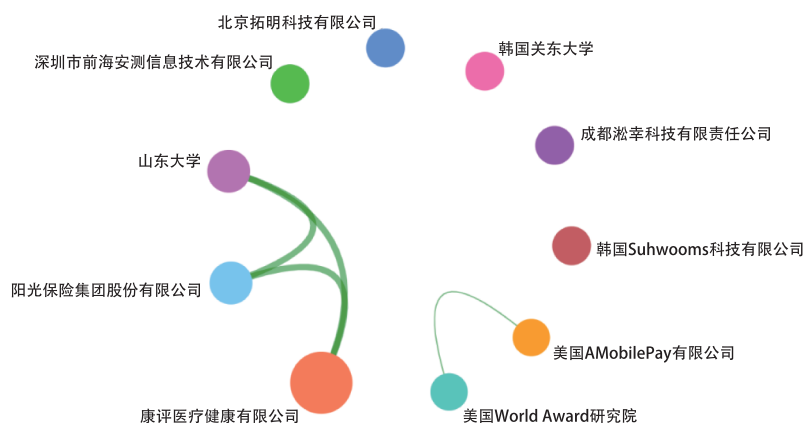 北京拓明科技有限公司
韩国关东大学
深圳市前海安测信息技术有限公司
成都淞幸科技有限责任公司
山东大学
韩国Suhwooms科技有限公司
阳光保险集团股份有限公司
美国AMobilePay有限公司
康评医疗健康有限公司
美国World Award研究院